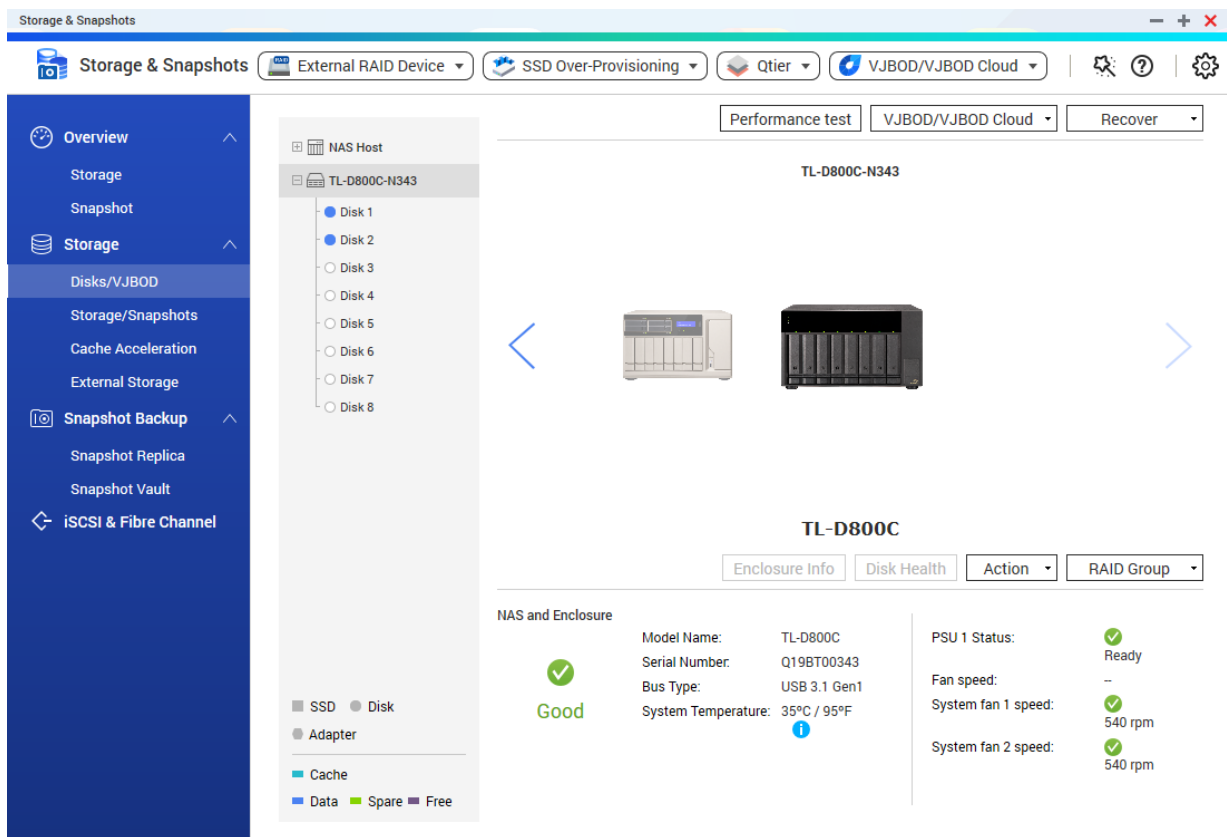 Storage & Snapshots
Storage & Snapshots
External RAID Device
SSD Over-Provisioning
Qtier
VJBOD/VJBOD Cloud
Overview
Storage
Snapshot
Storage
Disks/VJBOD
Storage/Snapshots
Cache Acceleration
External Storage
Snapshot Backup
Snapshot Replica
Snapshot Vault
iSCSI & Fibre Channel
NAS Host
TL-D800C-N343
Disk 1
Disk 2
Disk 3
Disk 4
Disk 5
Disk 6
Disk 7
Disk 8
SSD Disk
Adapter
Cache
Data Spare Free
Performance test VJBOD/VJBOD Cloud Recover
TL-D800C-N343
TL-D800C
Enclosure Info Disk Health Action RAID Group
NAS and Enclosure
Good
Model Name: TL-D800C
Serial Number: Q19BT00343
Bus Type: USB 3.1 Gen1
System Temperature: 35ºC / 95ºF
PSU 1 Status: Ready
Fan speed: --
System fan 1 speed: 540 rpm
System fan 2 speed: 540 rpm